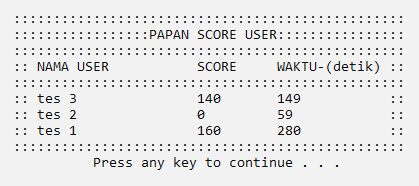 :::::::::::::::::::::::::::::::::::::::::::::::::
:::::::::::::::::PAPAN SCORE USER::::::::::::::::
:::::::::::::::::::::::::::::::::::::::::::::::::
:: NAMA USER           SCORE     WAKTU-(detik) ::
:::::::::::::::::::::::::::::::::::::::::::::::::
:: tes 3               140       149           ::
:: tes 2               0         59            ::
:: tes 1               160       280           ::
:::::::::::::::::::::::::::::::::::::::::::::::::
Press any key to continue . . .